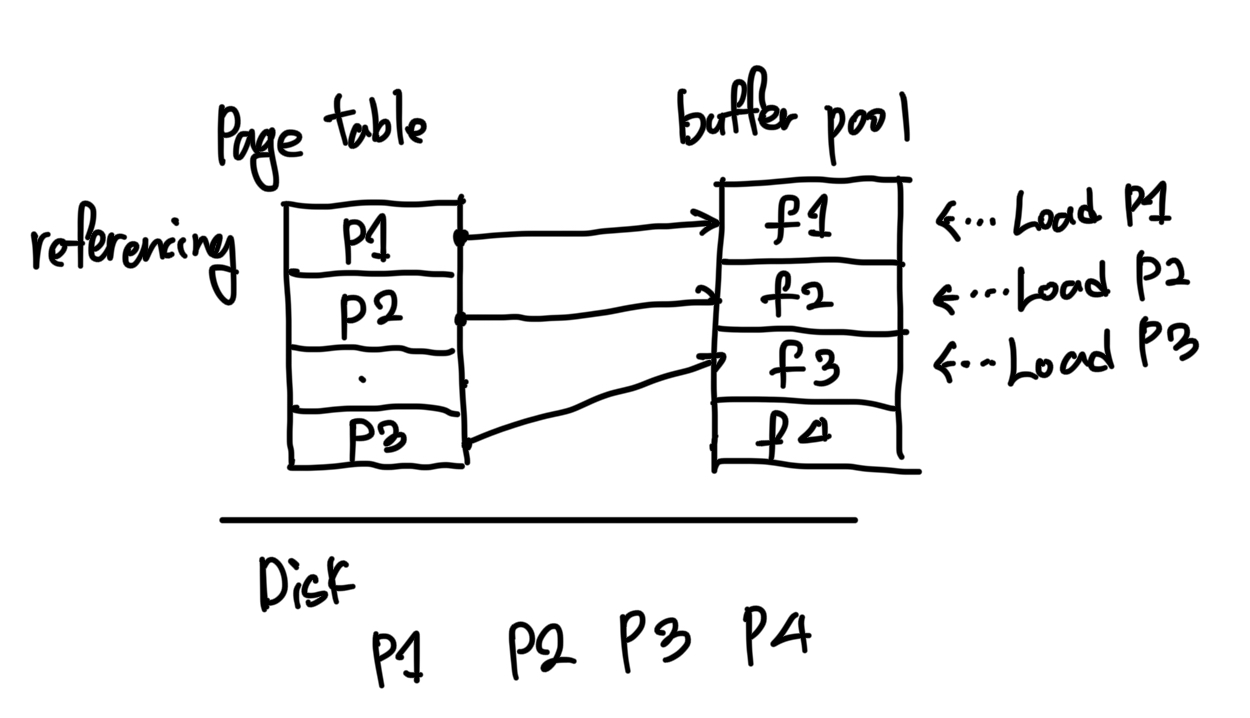 Page table
buffer pool
referencing
P1
P2
.
P3
f1
f2
f3
f4
<... Load P1
<... Load P2
<... Load P3
Disk
P1 P2 P3 P4